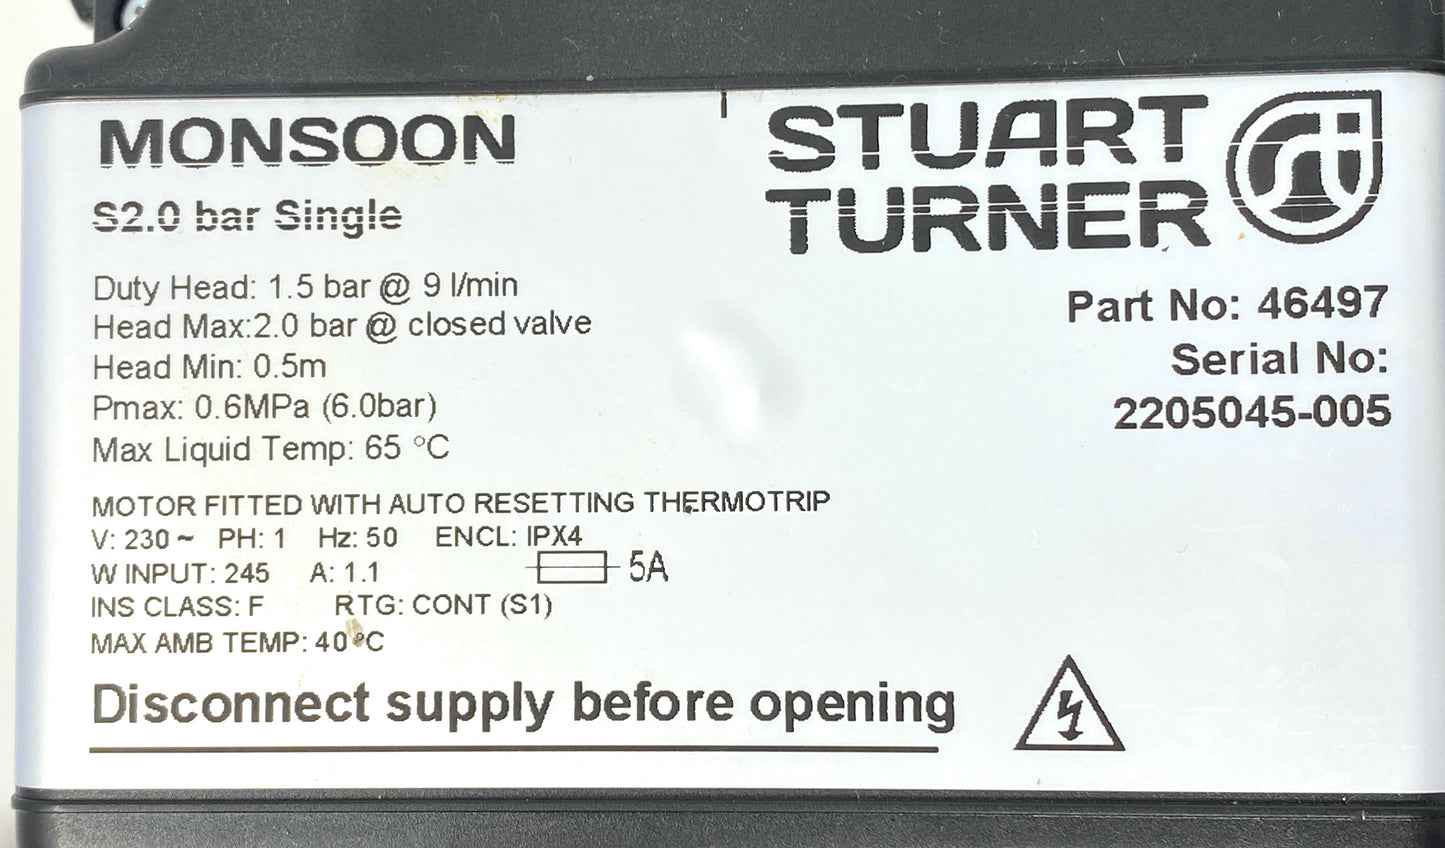 MONSOON
S2.0 bar Single
Duty Head: 1.5 bar @ 9 l/min
Head Max:2.0 bar @ closed valve
Head Min: 0.5m
Pmax: 0.6MPa (6.0bar)
Max Liquid Temp: 65 °C
STUART
TURNER
Part No: 46497
Serial No:
2205045-005
MOTOR FITTED WITH AUTO RESETTING THERMOTRIP
V: 230 ~ PH: 1 Hz: 50 ENCL: IPX4
W INPUT: 245 A: 1.1 5A
INS CLASS: F RTG: CONT (S1)
MAX AMB TEMP: 40 °C
Disconnect supply before opening